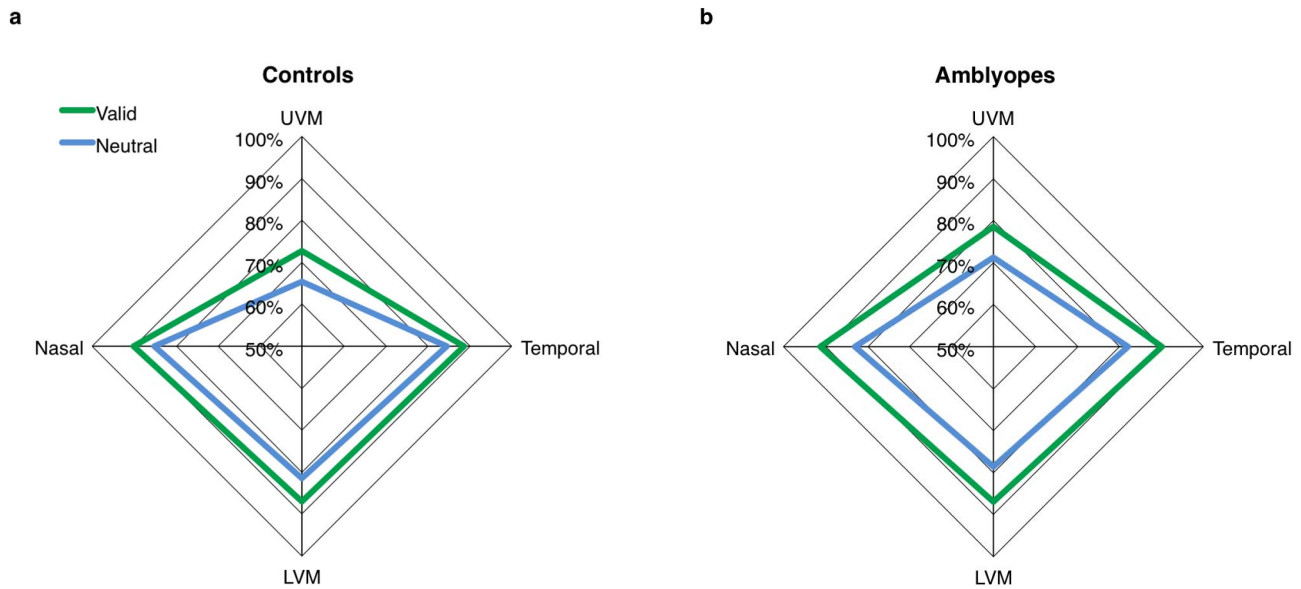 a
Controls
Valid
Neutral
UVM
100%
90%
80%
70%
60%
50%
Nasal
Temporal
LVM
b
Amblyopes
UVM
100%
90%
80%
70%
60%
50%
Nasal
Temporal
LVM